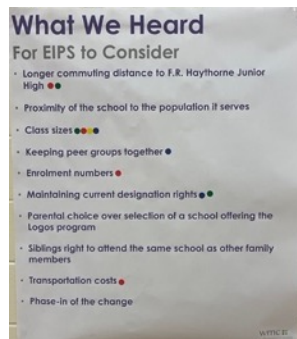 What We Heard
For EIPS to Consider
· Longer commuting distance to F.R. Haythorne Junior
High
· Proximity of the school to the population it serves
· Class sizes
· Keeping peer groups together
· Enrolment numbers
· Maintaining current designation rights
· Parental choice over selection of a school offering the
Logos program
· Siblings right to attend the same school as other family
members
· Transportation costs
· Phase-in of the change